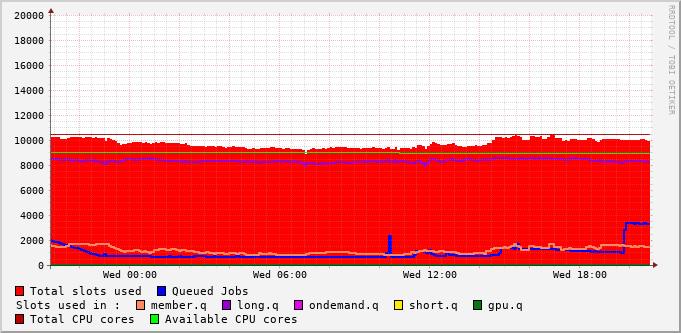 20000
18000
16000
14000
12000
10000
8000
6000
4000
2000
0
Wed 00:00 Wed 06:00 Wed 12:00 Wed 18:00
RRDTOOL / TOBI OETIKER
Total slots used Queued Jobs
Slots used in : member.q long.q ondemand.q short.q gpu.q
Total CPU cores Available CPU cores